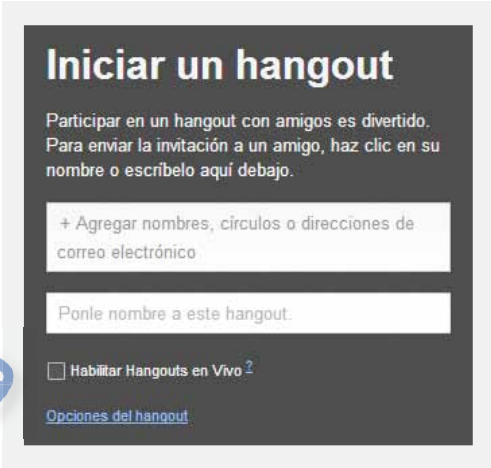 Iniciar un hangout
Participar en un hangout con amigos es divertido.
Para enviar la invitación a un amigo, haz clic en su
nombre o escríbelo aquí debajo.
+ Agregar nombres, círculos o direcciones de
correo electrónico
Ponle nombre a este hangout.
Habilitar Hangouts en Vivo ?
Opciones del hangout